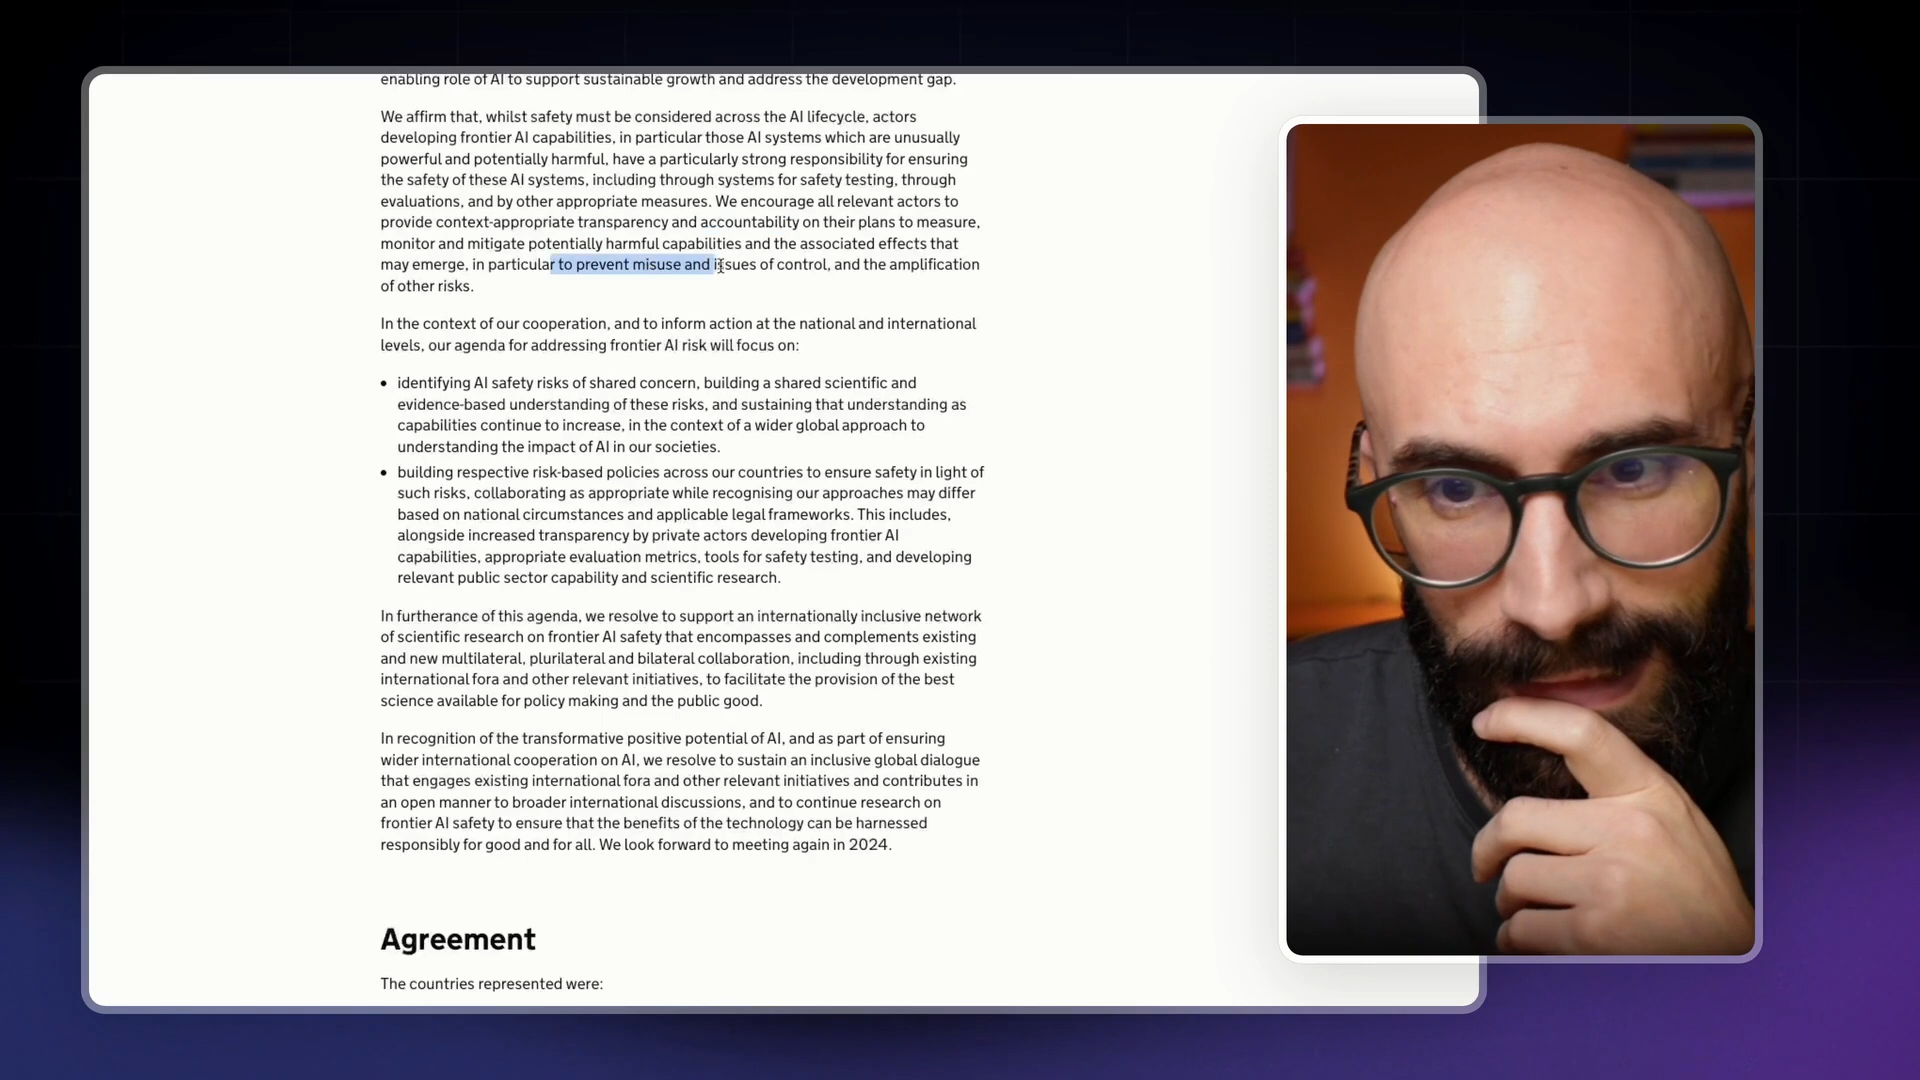 enabling role of AI to support sustainable growth and address the development gap.
We affirm that, whilst safety must be considered across the AI lifecycle, actors
developing frontier AI capabilities, in particular those AI systems which are unusually
powerful and potentially harmful, have a particularly strong responsibility for ensuring
the safety of these AI systems, including through systems for safety testing, through
evaluations, and by other appropriate measures. We encourage all relevant actors to
provide context-appropriate transparency and accountability on their plans to measure,
monitor and mitigate potentially harmful capabilities and the associated effects that
may emerge, in particular to prevent misuse and issues of control, and the amplification
of other risks.
In the context of our cooperation, and to inform action at the national and international
levels, our agenda for addressing frontier AI risk will focus on:
• identifying AI safety risks of shared concern, building a shared scientific and
evidence-based understanding of these risks, and sustaining that understanding as
capabilities continue to increase, in the context of a wider global approach to
understanding the impact of AI in our societies.
• building respective risk-based policies across our countries to ensure safety in light of
such risks, collaborating as appropriate while recognising our approaches may differ
based on national circumstances and applicable legal frameworks. This includes,
alongside increased transparency by private actors developing frontier AI
capabilities, appropriate evaluation metrics, tools for safety testing, and developing
relevant public sector capability and scientific research.
In furtherance of this agenda, we resolve to support an internationally inclusive network
of scientific research on frontier AI safety that encompasses and complements existing
and new multilateral, plurilateral and bilateral collaboration, including through existing
international fora and other relevant initiatives, to facilitate the provision of the best
science available for policy making and the public good.
In recognition of the transformative positive potential of AI, and as part of ensuring
wider international cooperation on AI, we resolve to sustain an inclusive global dialogue
that engages existing international fora and other relevant initiatives and contributes in
an open manner to broader international discussions, and to continue research on
frontier AI safety to ensure that the benefits of the technology can be harnessed
responsibly for good and for all. We look forward to meeting again in 2024.
Agreement
The countries represented were: